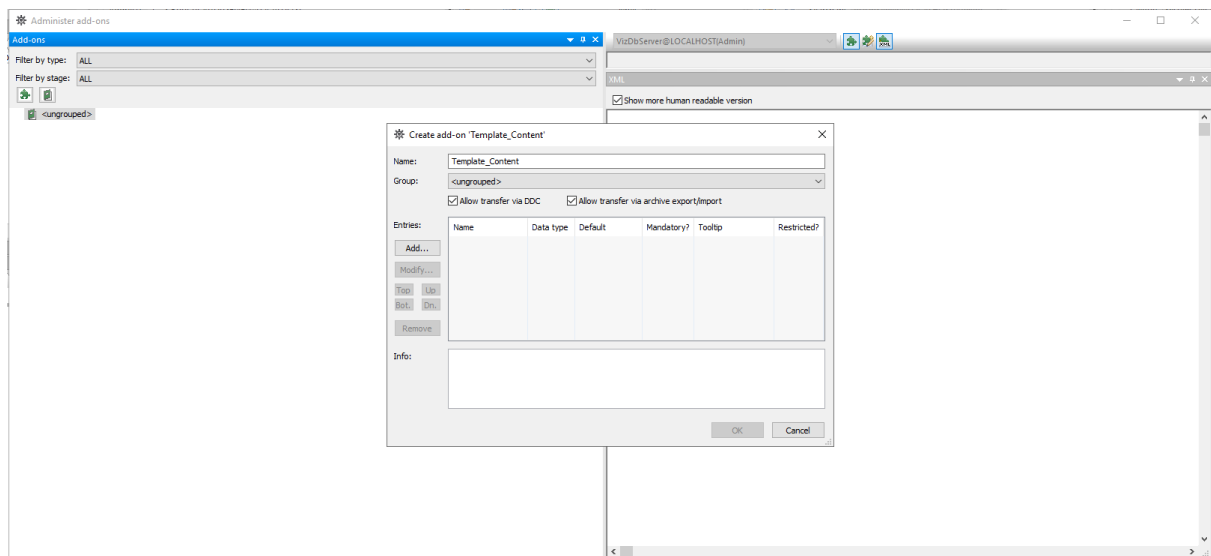 Administer add-ons
Add-ons
VizDbServer@LOCALHOST(Admin)
Filter by type: ALL
Filter by stage: ALL
XML
<ungrouped>
Show more human readable version
Create add-on 'Template_Content'
Name: Template_Content
Group: <ungrouped>
Allow transfer via DDC Allow transfer via archive export/import
Entries: Name Data type Default Mandatory? Tooltip Restricted?
Add...
Modify...
Top Up
Bot. Dn.
Remove
Info:
OK Cancel